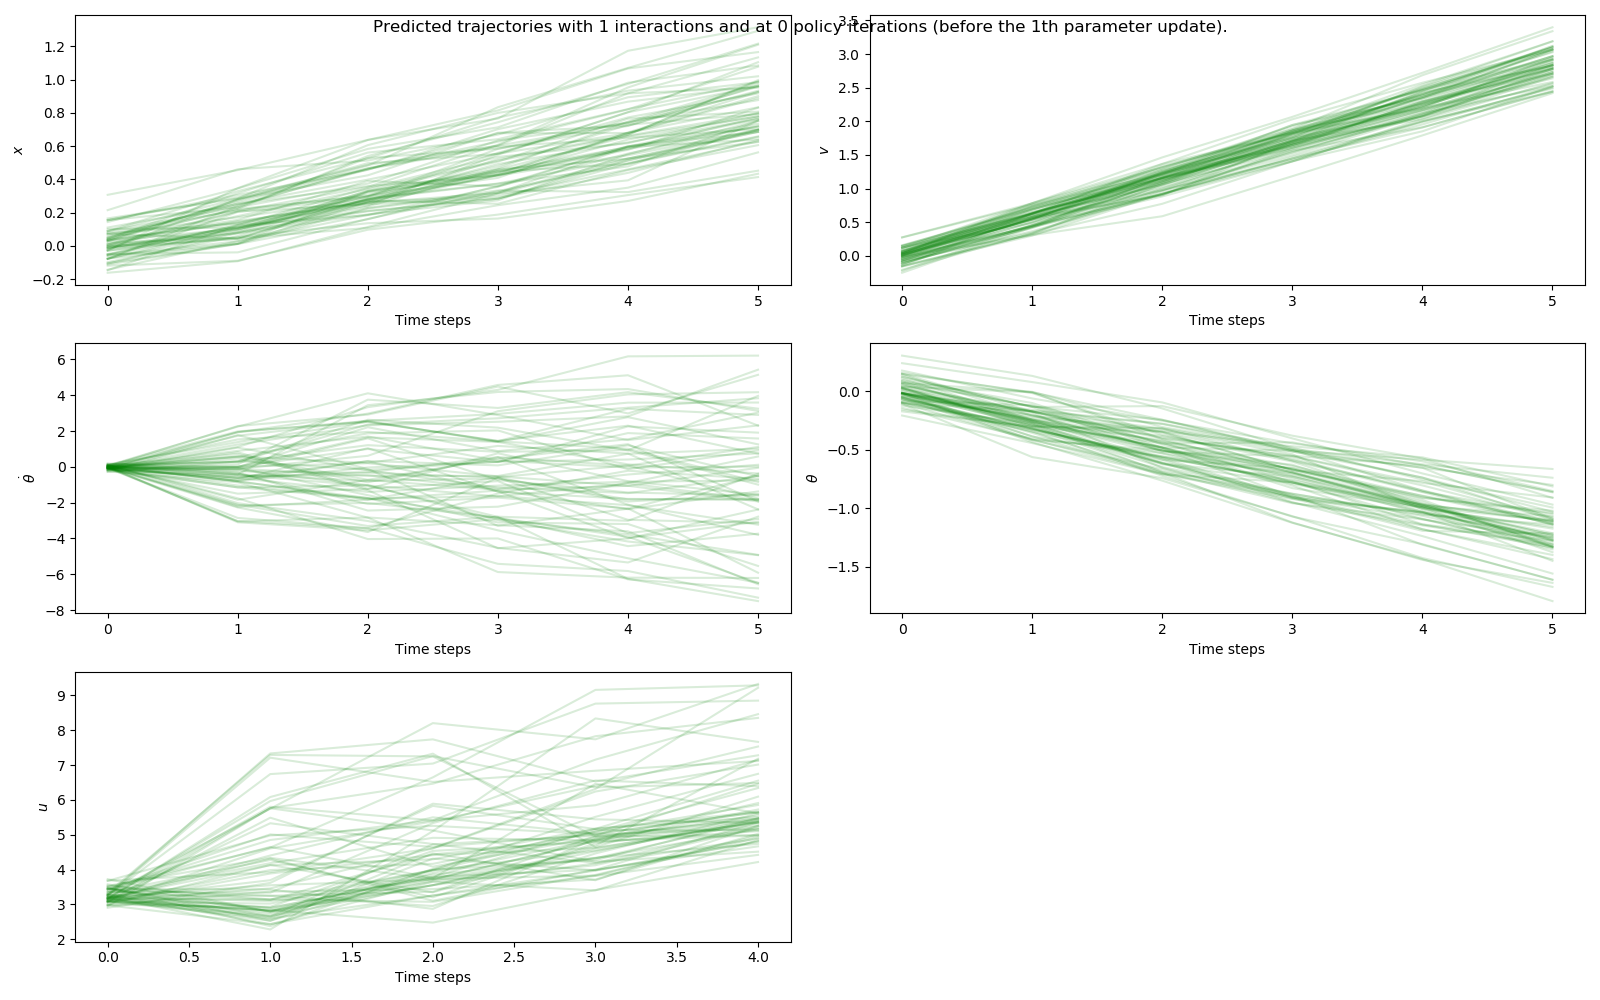 Predicted trajectories with 1 interactions and at 0 policy iterations (before the 1th parameter update).
x
1.2
1.0
0.8
0.6
0.4
0.2
0.0
−0.2
0 1 2 3 4 5
Time steps
v
3.5
3.0
2.5
2.0
1.5
1.0
0.5
0.0
0 1 2 3 4 5
Time steps
θ̇
6
4
2
0
−2
−4
−6
−8
0 1 2 3 4 5
Time steps
θ
0.0
−0.5
−1.0
−1.5
0 1 2 3 4 5
Time steps
u
9
8
7
6
5
4
3
2
0.0 0.5 1.0 1.5 2.0 2.5 3.0 3.5 4.0
Time steps